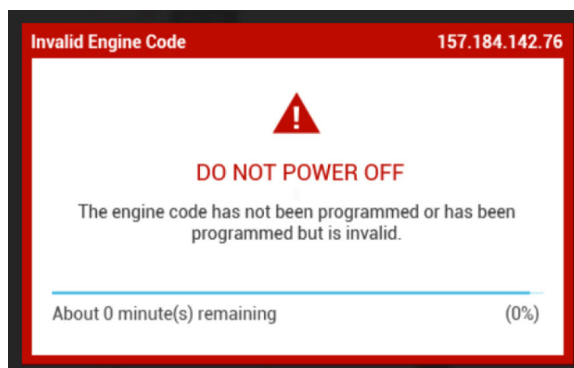 Invalid Engine Code 157.184.142.76
!
DO NOT POWER OFF
The engine code has not been programmed or has been
programmed but is invalid.
About 0 minute(s) remaining (0%)